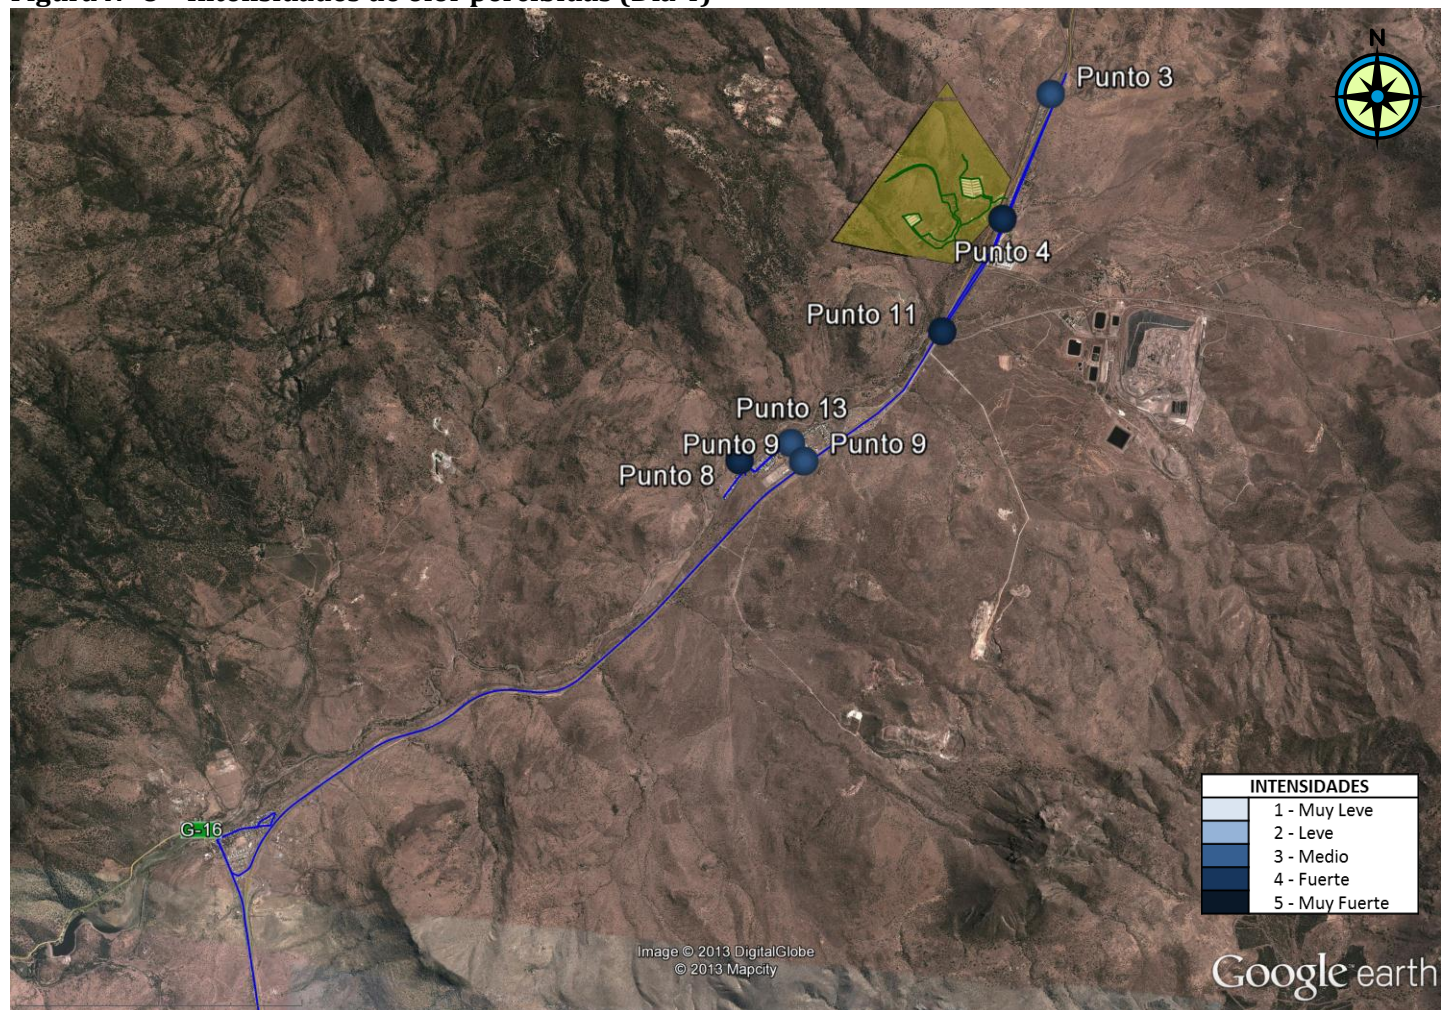 N
Punto 3
Punto 4
Punto 11
Punto 13
Punto 9
Punto 9
Punto 8
G-16
INTENSIDADES
1 - Muy Leve
2 - Leve
3 - Medio
4 - Fuerte
5 - Muy Fuerte
Image © 2013 DigitalGlobe
© 2013 Mapcity
Google earth